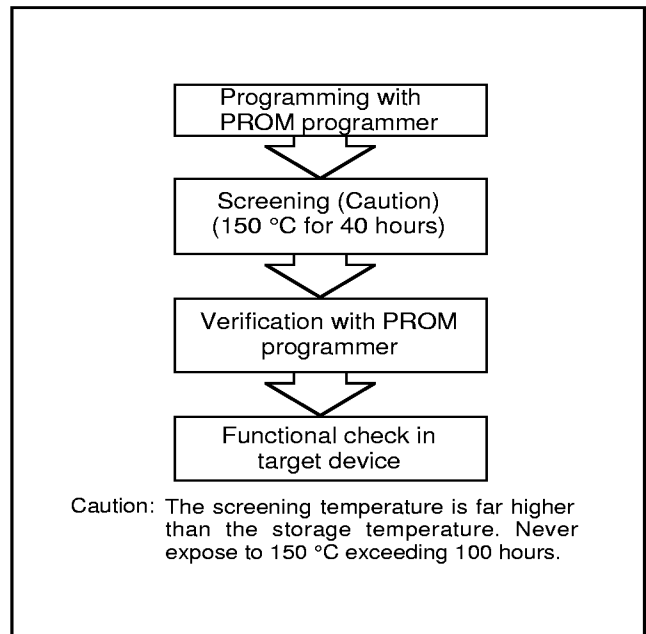 Programming with
PROM programmer
Screening (Caution)
(150 °C for 40 hours)
Verification with PROM
programmer
Functional check in
target device
Caution: The screening temperature is far higher
than the storage temperature. Never
expose to 150 °C exceeding 100 hours.